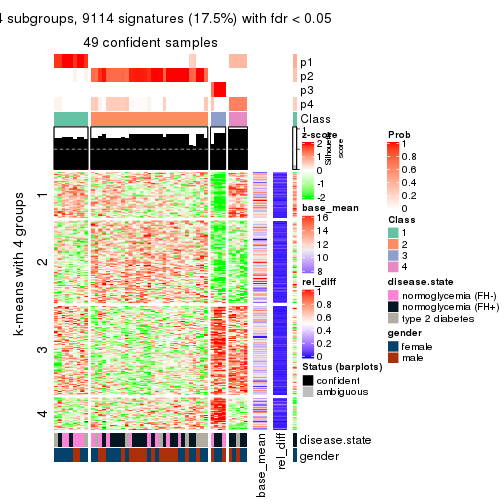 4 subgroups, 9114 signatures (17.5%) with fdr < 0.05
49 confident samples
p1
p2
p3
p4
Class
1
Silhouette
score
k-means with 4 groups
1
2
3
4
disease.state
gender
base_mean
rel_diff
z-score
2
1
0
-1
-2
base_mean
16
14
12
10
8
rel_diff
1
0.8
0.6
0.4
0.2
0
Status (barplots)
confident
ambiguous
Prob
1
0.8
0.6
0.4
0.2
0
Class
1
2
3
4
disease.state
normoglycemia (FH-)
normoglycemia (FH+)
type 2 diabetes
gender
female
male